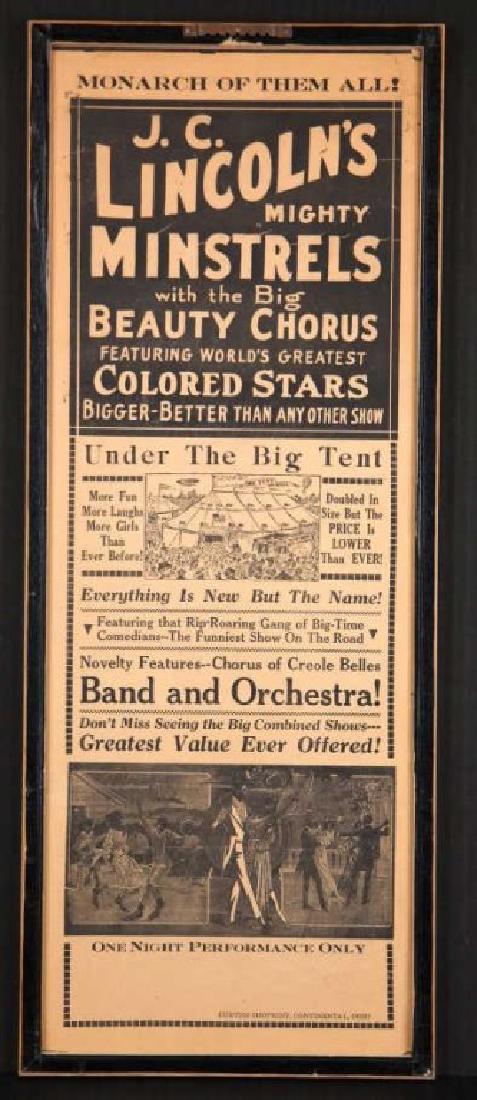 MONARCH OF THEM ALL!
J. C.
LINCOLN'S
MIGHTY
MINSTRELS
with the Big
BEAUTY CHORUS
FEATURING WORLD'S GREATEST
COLORED STARS
BIGGER-BETTER THAN ANY OTHER SHOW
Under The Big Tent
More Fun
More Laughs
More Girls
Than
Ever Before!
Doubled In
Size But The
PRICE Is
LOWER
Than EVER!
Everything Is New But The Name!
Featuring that Rip-Roaring Gang of Big-Time
Comedians--The Funniest Show On The Road
Novelty Features--Chorus of Creole Belles
Band and Orchestra!
Don't Miss Seeing the Big Combined Shows---
Greatest Value Ever Offered!
ONE NIGHT PERFORMANCE ONLY
CONTINENTAL, OHIO